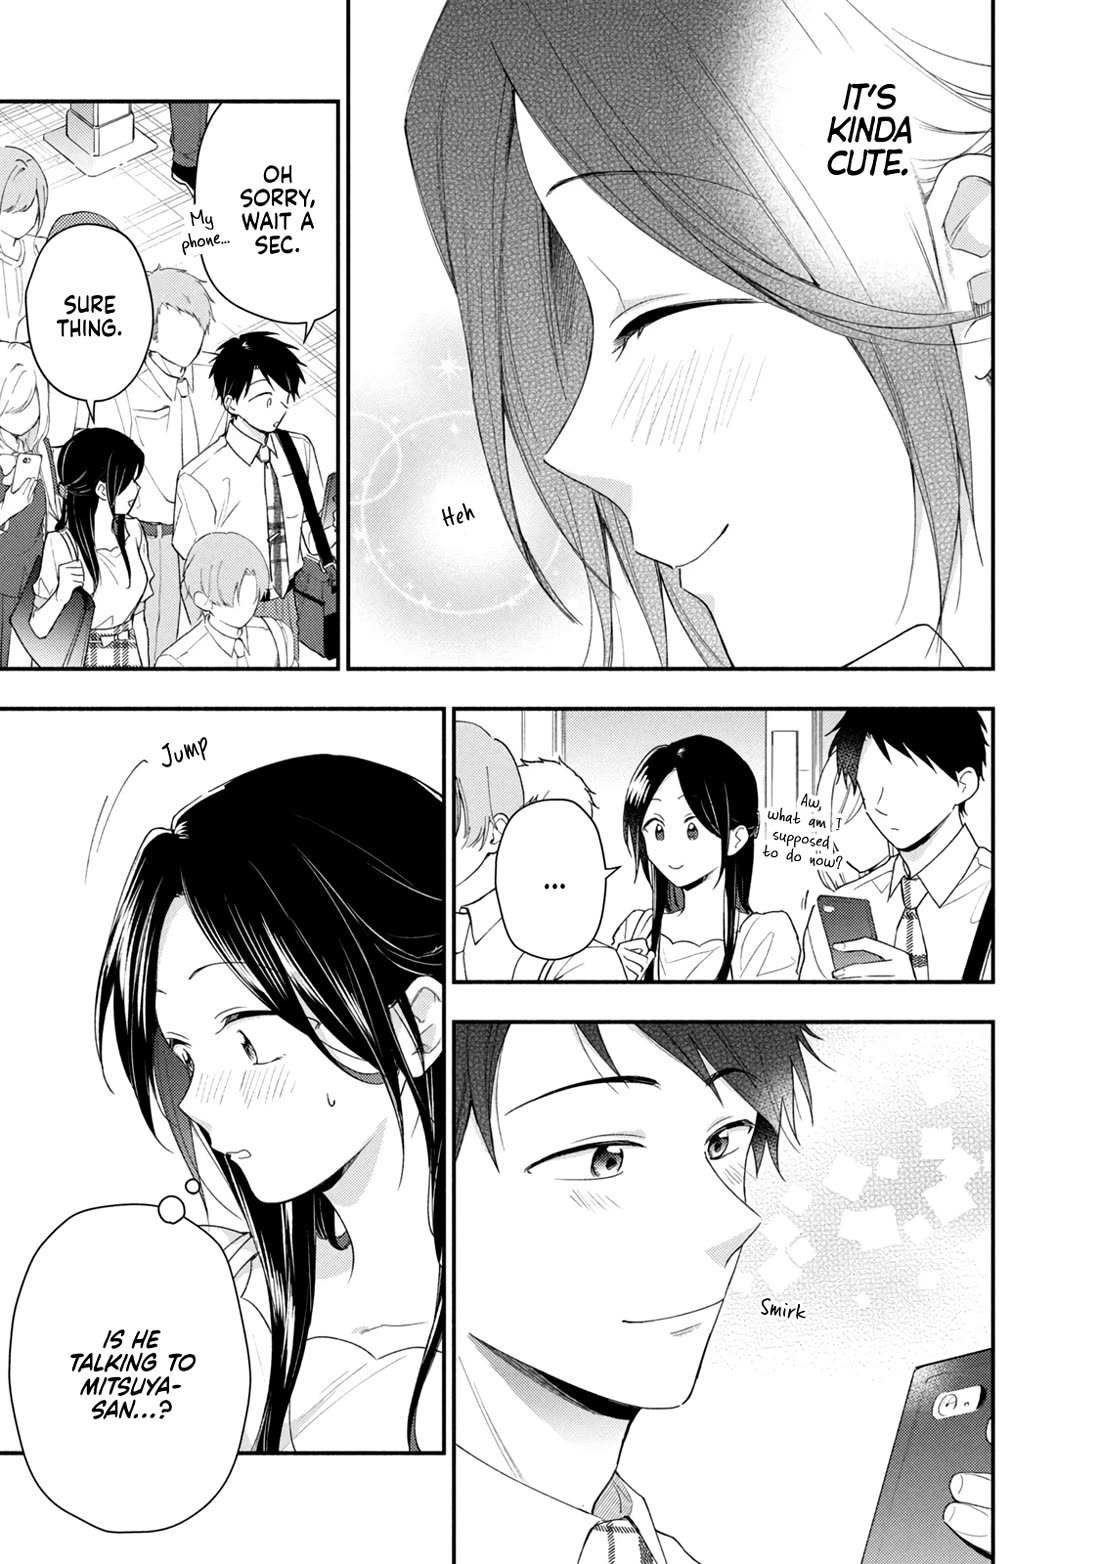 IT'S
KINDA
CUTE.
Heh
OH
SORRY,
WAIT A
SEC.
My
phone...
SURE
THING.
Aw,
what am I
supposed
to do now?
...
Smirk
Jump
IS HE
TALKING TO
MITSUYA-
SAN...?